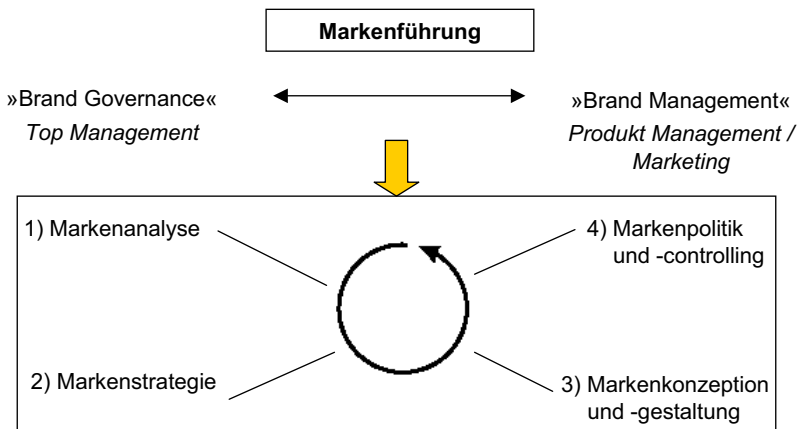 Markenführung
»Brand Governance«
Top Management
»Brand Management«
Produkt Management /
Marketing
1) Markenanalyse
4) Markenpolitik
und -controlling
2) Markenstrategie
3) Markenkonzeption
und -gestaltung